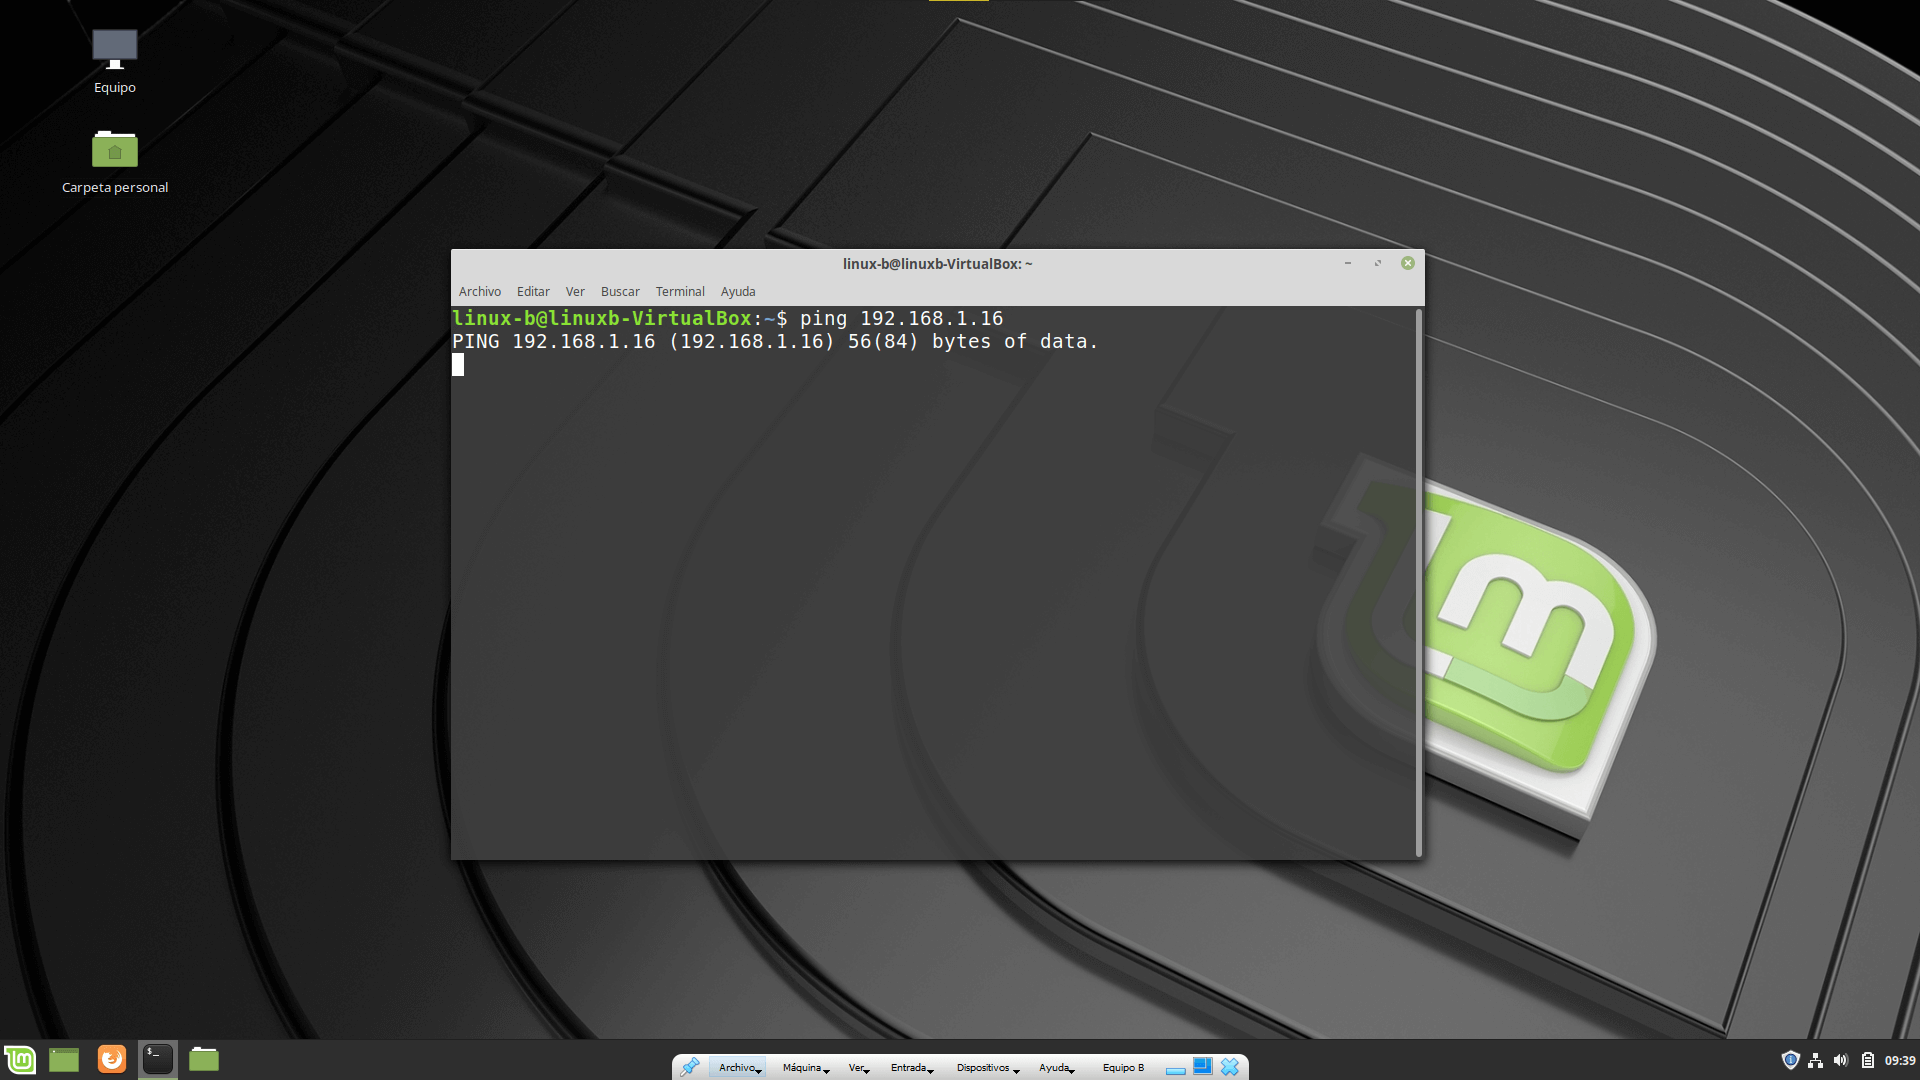 Equipo
Carpeta personal
linux-b@linuxb-VirtualBox: ~
Archivo Editar Ver Buscar Terminal Ayuda
linux-b@linuxb-VirtualBox:~$ ping 192.168.1.16
PING 192.168.1.16 (192.168.1.16) 56(84) bytes of data.
Archivo Máquina Ver Entrada Dispositivos Ayuda Equipo B
09:39